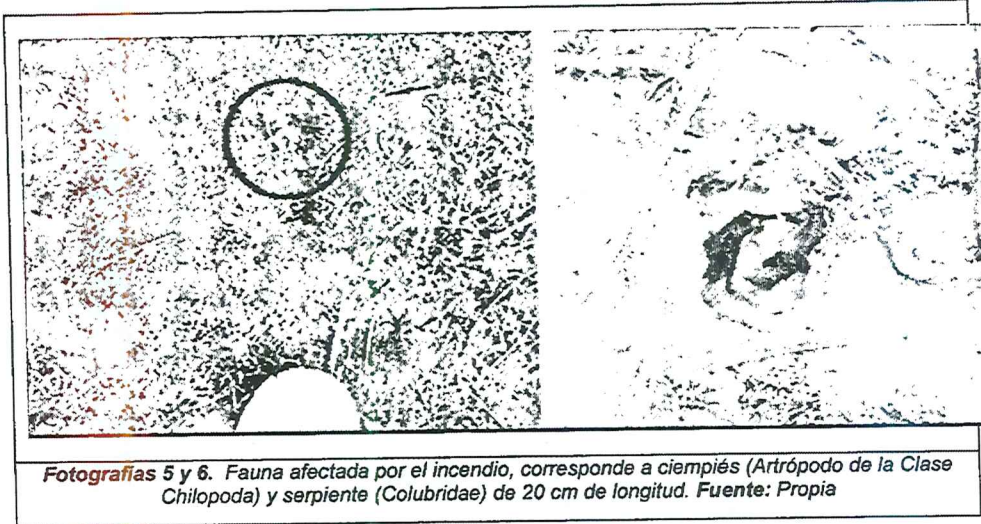 Fotografías 5 y 6. Fauna afectada por el incendio, corresponde a ciempiés (Artrópodo de la Clase
Chilopoda) y serpiente (Colubridae) de 20 cm de longitud. Fuente: Propia